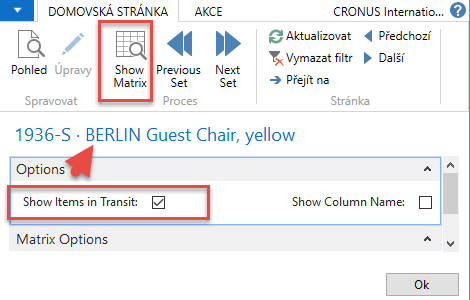 DOMOVSKÁ STRÁNKA AKCE CRONUS Internatio... ?
Pohled Úpravy Show Matrix Previous Set Next Set Aktualizovat Vymazat filtr Přejít na Předchozí Další
Spravovat Proces Stránka
1936-S · BERLIN Guest Chair, yellow
Options
Show Items in Transit: Show Column Name:
Matrix Options
Ok